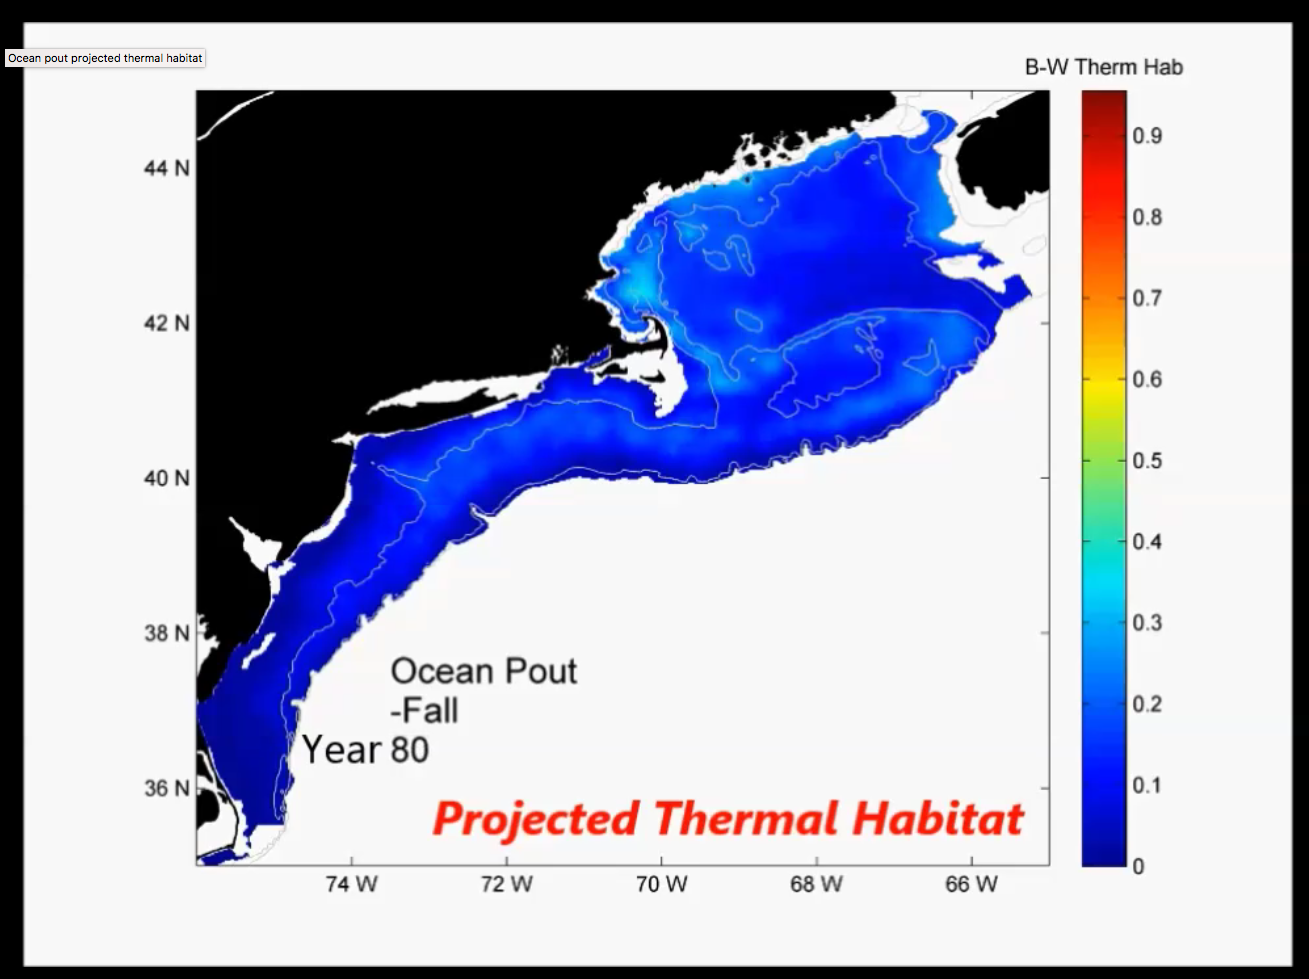 Ocean pout projected thermal habitat
B-W Therm Hab
0.9
0.8
0.7
0.6
0.5
0.4
0.3
0.2
0.1
0
44 N
42 N
40 N
38 N
36 N
Ocean Pout
-Fall
Year 80
Projected Thermal Habitat
74 W 72 W 70 W 68 W 66 W